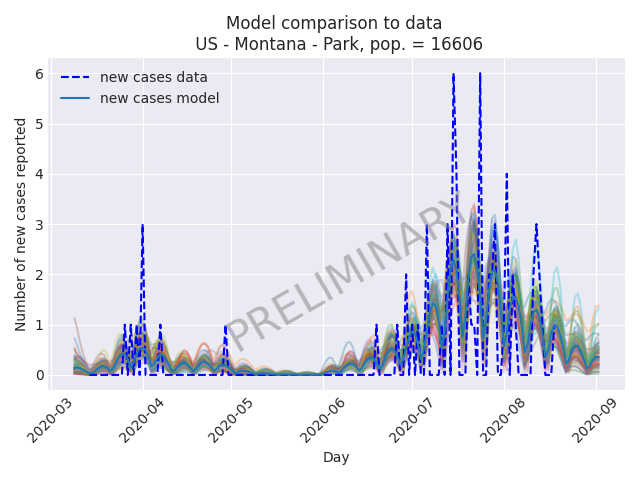 Model comparison to data
US - Montana - Park, pop. = 16606
new cases data
new cases model
PRELIMINARY
Number of new cases reported
6
5
4
3
2
1
0
2020-03
2020-04
2020-05
2020-06
2020-07
2020-08
2020-09
Day